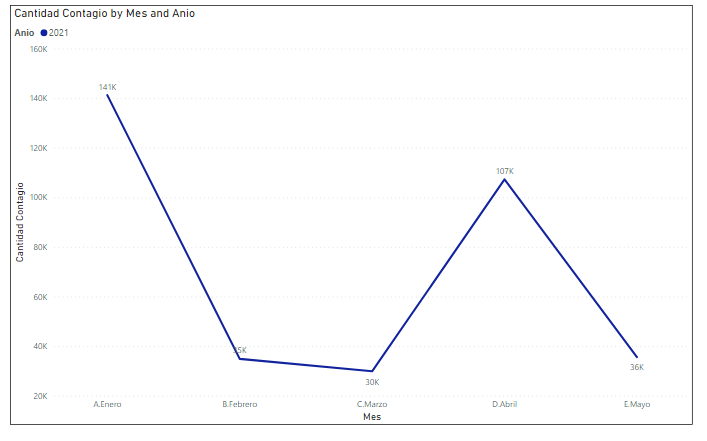 Cantidad Contagio by Mes and Anio
Anio 2021
160K
141K
140K
120K
107K
100K
80K
60K
40K
35K
36K
30K
20K
Cantidad Contagio
A.Enero B.Febrero C.Marzo D.Abril E.Mayo
Mes